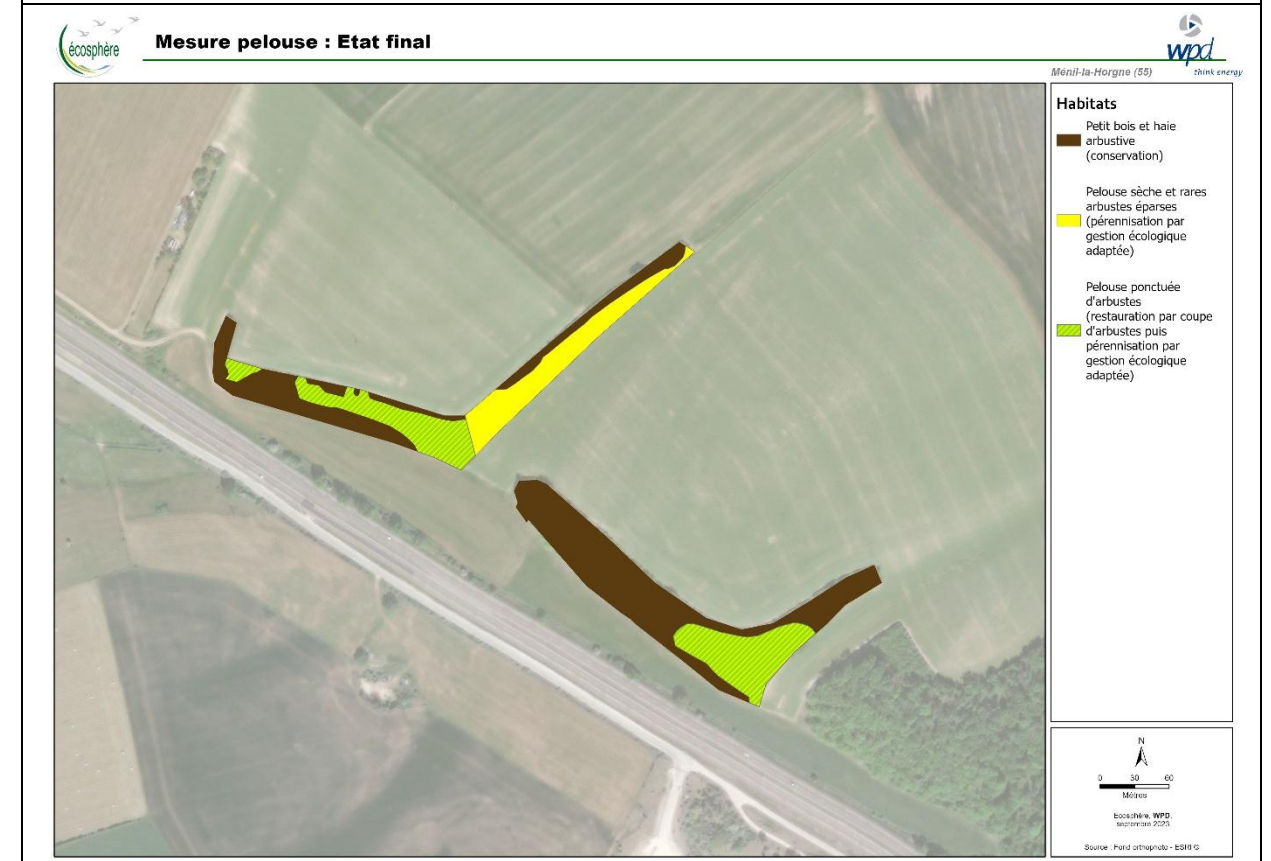 écosphère
Mesure pelouse : Etat final
wpd
think energy
Ménil-la-Horgne (55)
Habitats
Petit bois et haie
arbustive
(conservation)
Pelouse sèche et rares
arbustes éparses
(pérennisation par
gestion écologique
adaptée)
Pelouse ponctuée
d'arbustes
(restauration par coupe
d'arbustes puis
pérennisation par
gestion écologique
adaptée)
N
0 30 60
Mètres
Ecosphère, WPD,
septembre 2023
Source : Fond orthophoto - ESRI ©